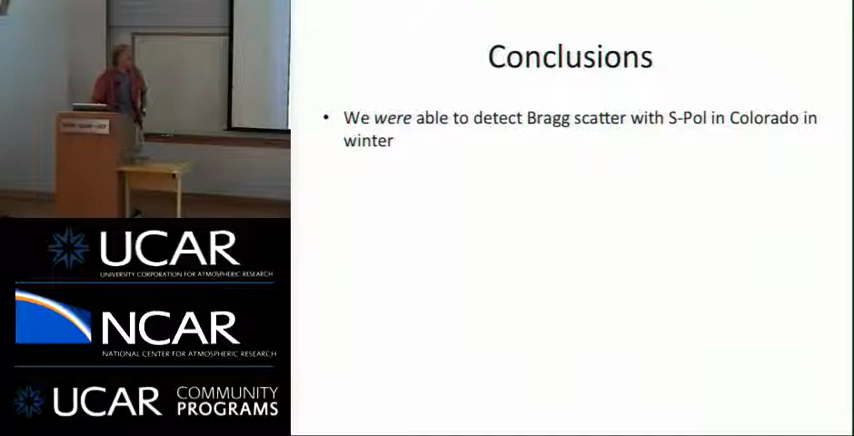 Conclusions
• We were able to detect Bragg scatter with S-Pol in Colorado in
winter
UCAR
UNIVERSITY CORPORATION FOR ATMOSPHERIC RESEARCH
NCAR
NATIONAL CENTER FOR ATMOSPHERIC RESEARCH
UCAR COMMUNITY
PROGRAMS